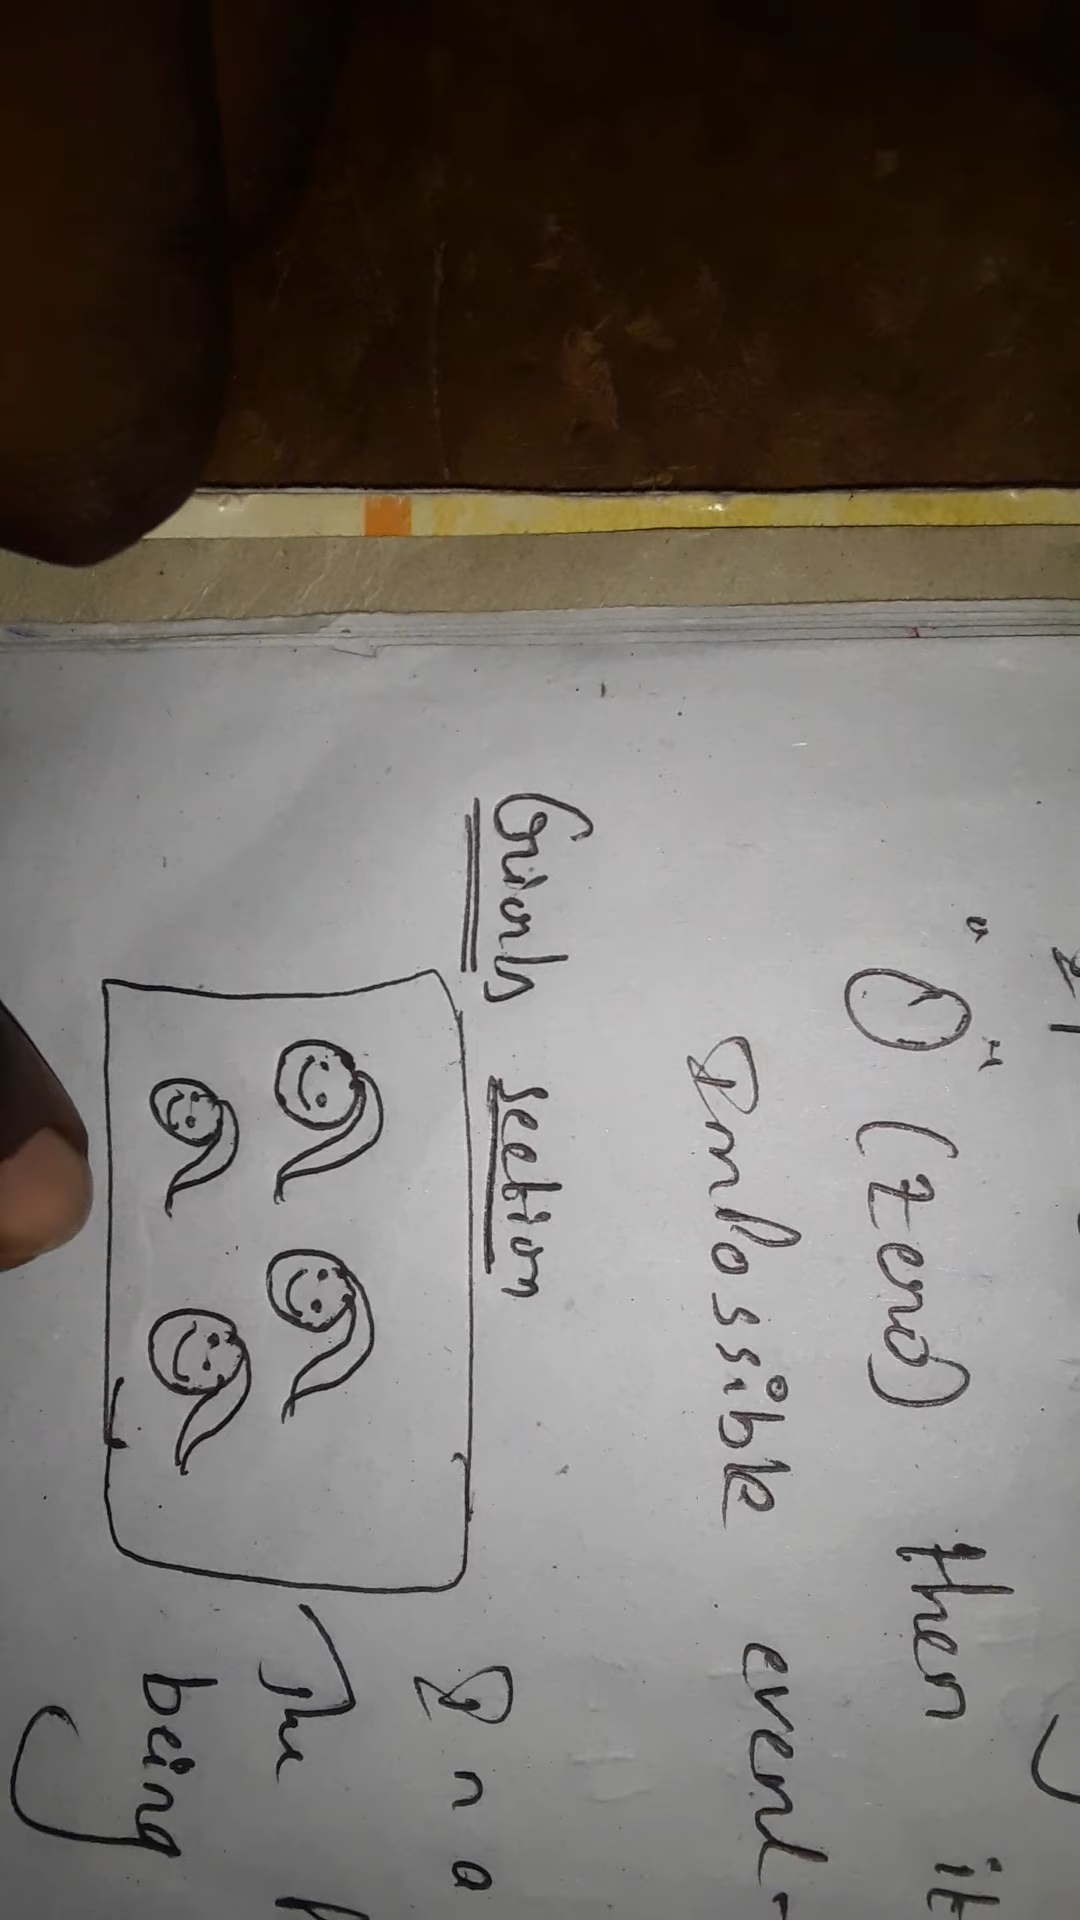 "0" (zero) then it
Impossible event-
Girls section
In a
The
being